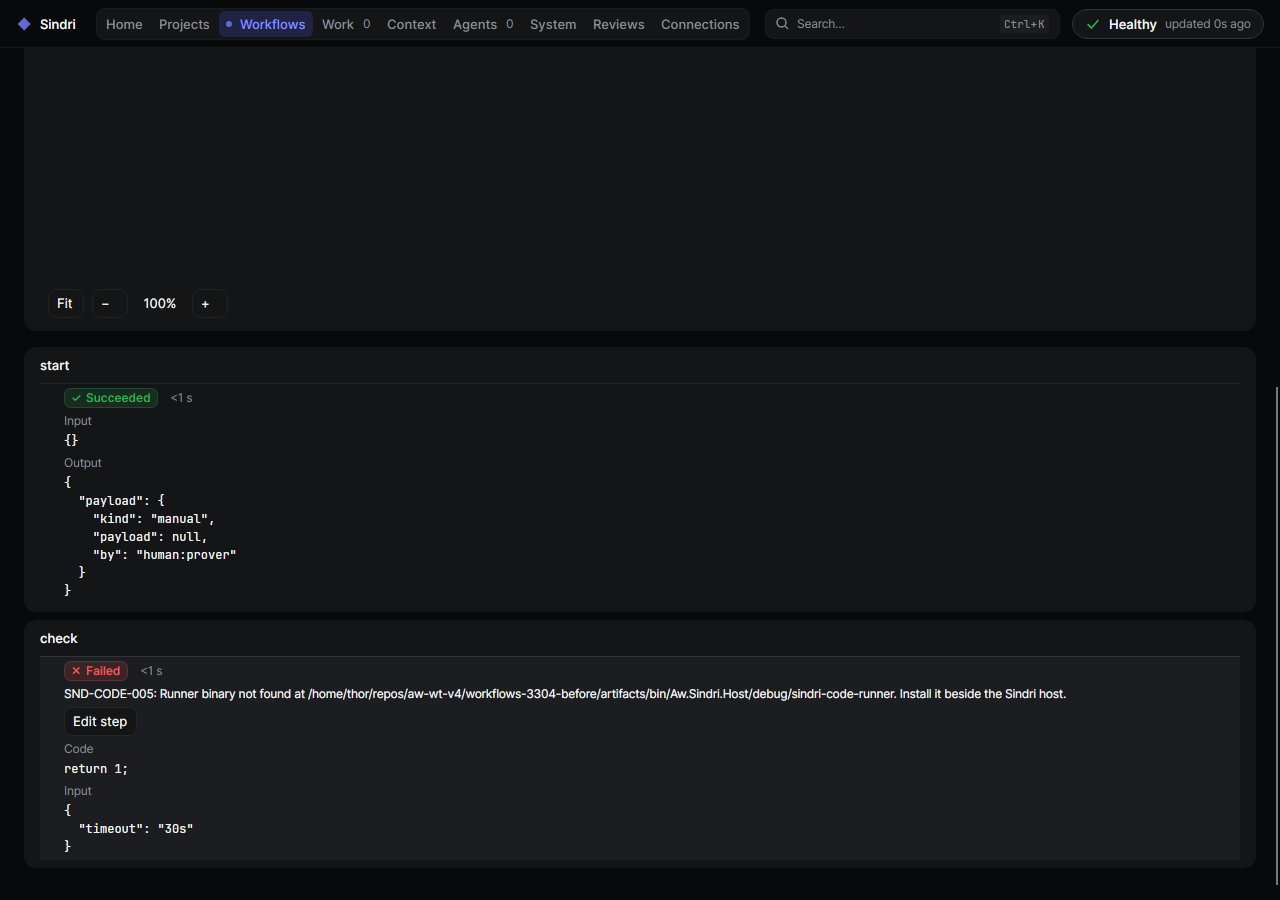 Sindri Home Projects Workflows Work 0 Context Agents 0 System Reviews Connections Search... Ctrl+K Healthy updated 0s ago
Fit − 100% +
start
Succeeded <1 s
Input
{}
Output
{
  "payload": {
    "kind": "manual",
    "payload": null,
    "by": "human:prover"
  }
}
check
Failed <1 s
SND-CODE-005: Runner binary not found at /home/thor/repos/aw-wt-v4/workflows-3304-before/artifacts/bin/Aw.Sindri.Host/debug/sindri-code-runner. Install it beside the Sindri host.
Edit step
Code
return 1;
Input
{
  "timeout": "30s"
}